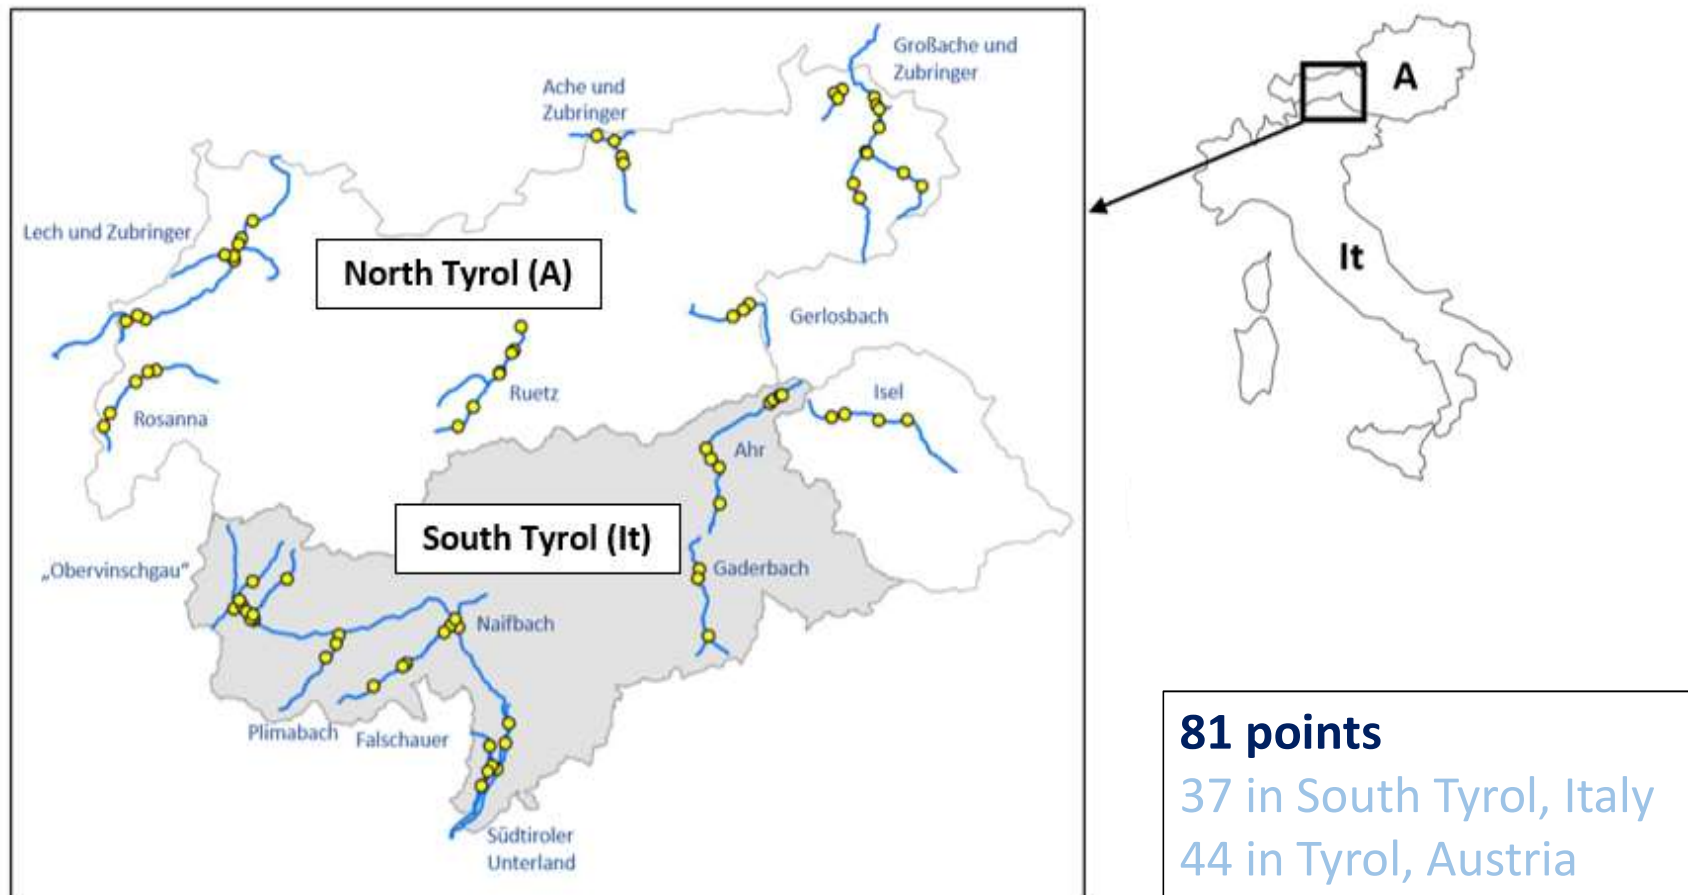 Großache und
Zubringer
Ache und
Zubringer
A
Lech und Zubringer
North Tyrol (A)
It
Gerlosbach
Ruetz
Isel
Rosanna
Ahr
South Tyrol (It)
„Obervinschgau“
Gaderbach
Naifbach
Plimabach
Falschauer
Südtiroler
Unterland
81 points
37 in South Tyrol, Italy
44 in Tyrol, Austria